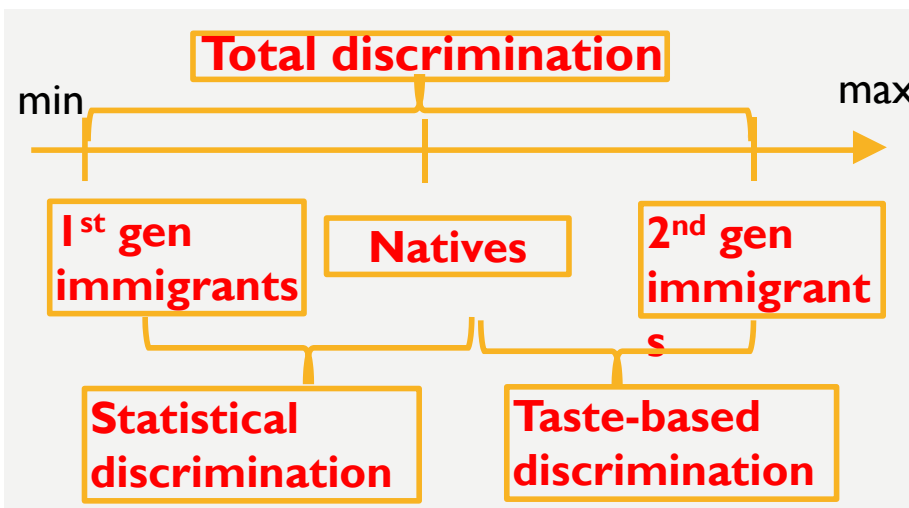 Total discrimination
min
max
1st gen
immigrants
Natives
2nd gen
immigrant
s
Statistical
discrimination
Taste-based
discrimination